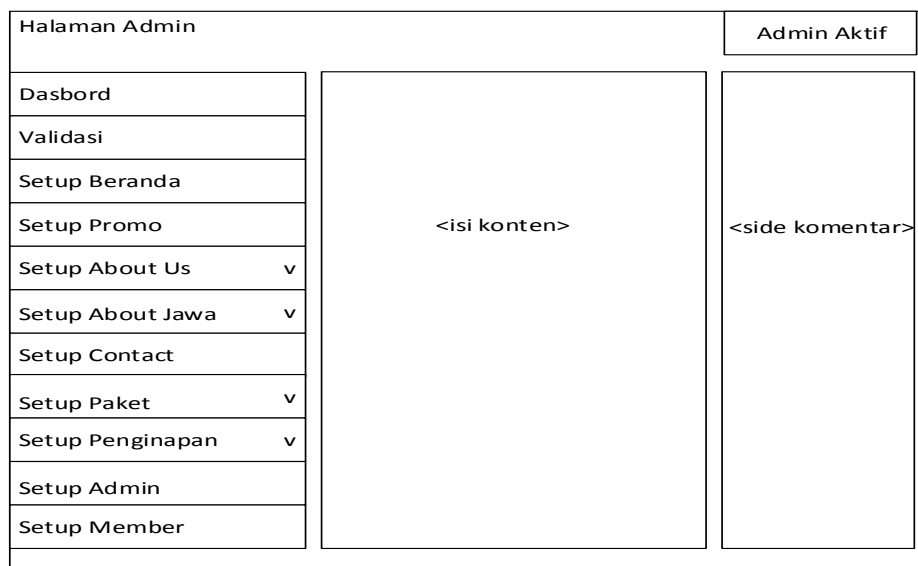 Halaman Admin
Admin Aktif
Dasbord
Validasi
Setup Beranda
Setup Promo
Setup About Us v
Setup About Jawa v
Setup Contact
Setup Paket v
Setup Penginapan v
Setup Admin
Setup Member
<isi konten>
<side komentar>